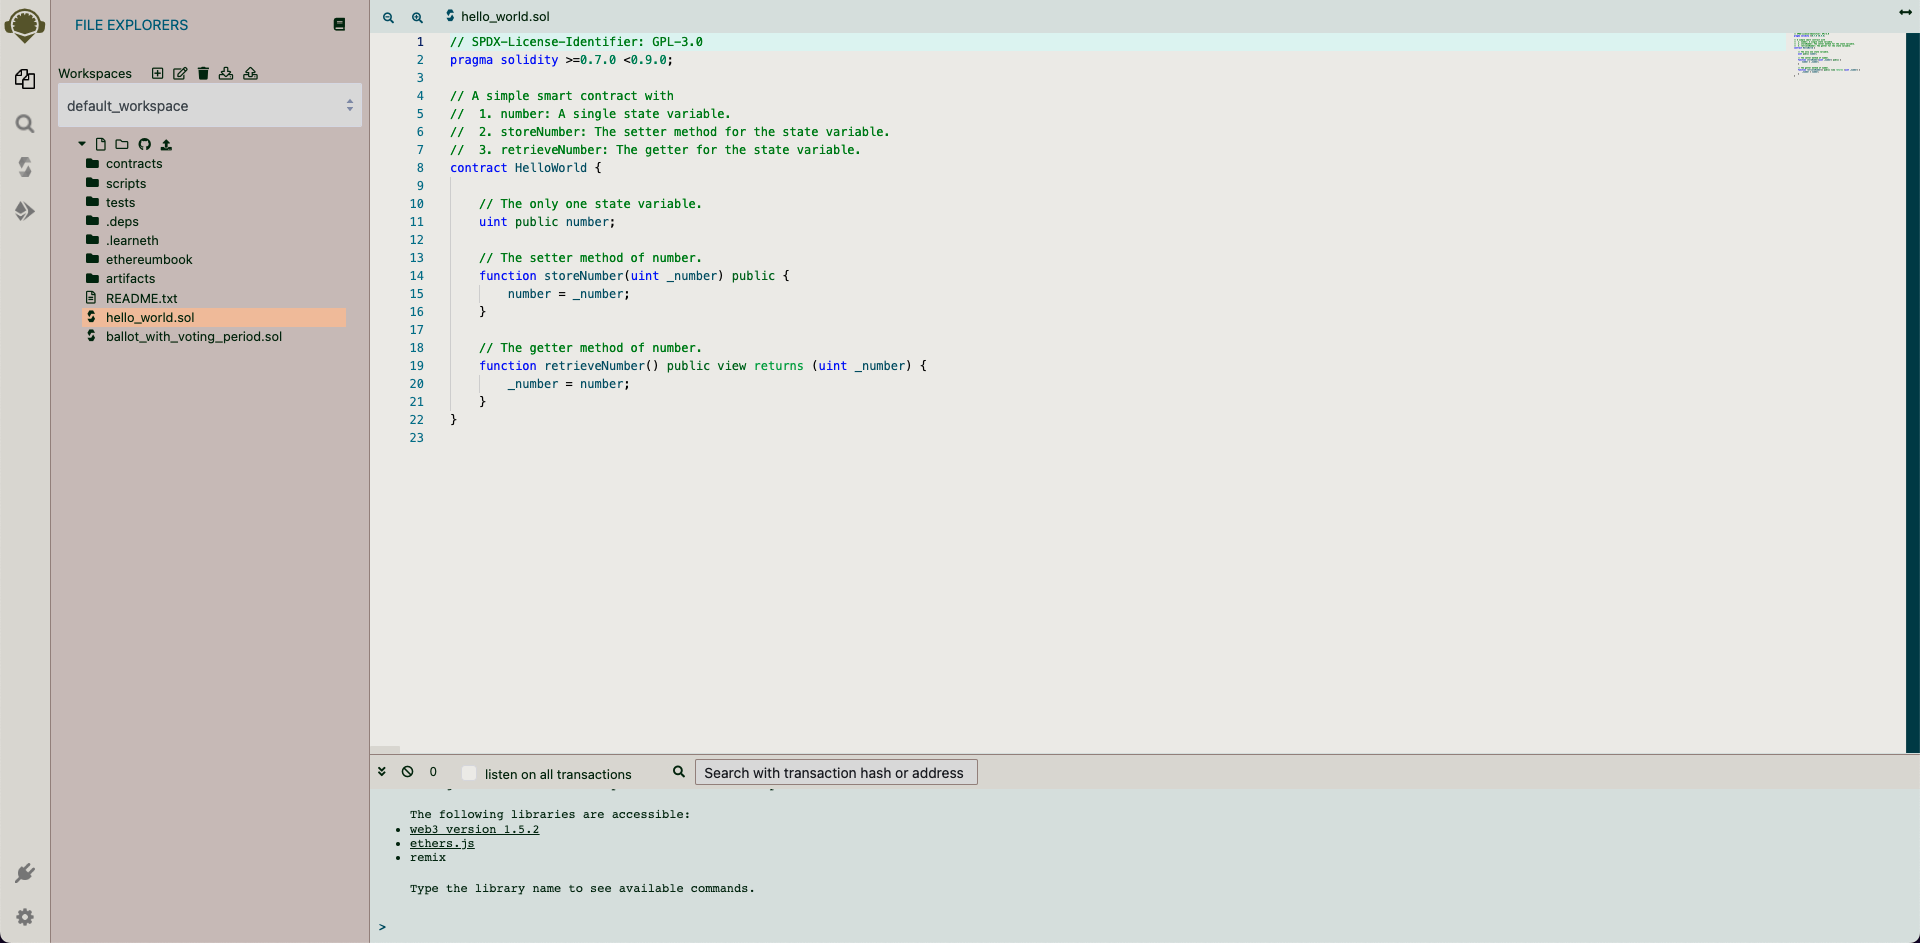 FILE EXPLORERS
Workspaces
default_workspace
contracts
scripts
tests
.deps
.learneth
ethereumbook
artifacts
README.txt
hello_world.sol
ballot_with_voting_period.sol
hello_world.sol
1 // SPDX-License-Identifier: GPL-3.0
2 pragma solidity >=0.7.0 <0.9.0;
3
4 // A simple smart contract with
5 //  1. number: A single state variable.
6 //  2. storeNumber: The setter method for the state variable.
7 //  3. retrieveNumber: The getter for the state variable.
8 contract HelloWorld {
9
10     // The only one state variable.
11     uint public number;
12
13     // The setter method of number.
14     function storeNumber(uint _number) public {
15         number = _number;
16     }
17
18     // The getter method of number.
19     function retrieveNumber() public view returns (uint _number) {
20         _number = number;
21     }
22 }
23
0 listen on all transactions Search with transaction hash or address
The following libraries are accessible:
• web3 version 1.5.2
• ethers.js
• remix
Type the library name to see available commands.
>